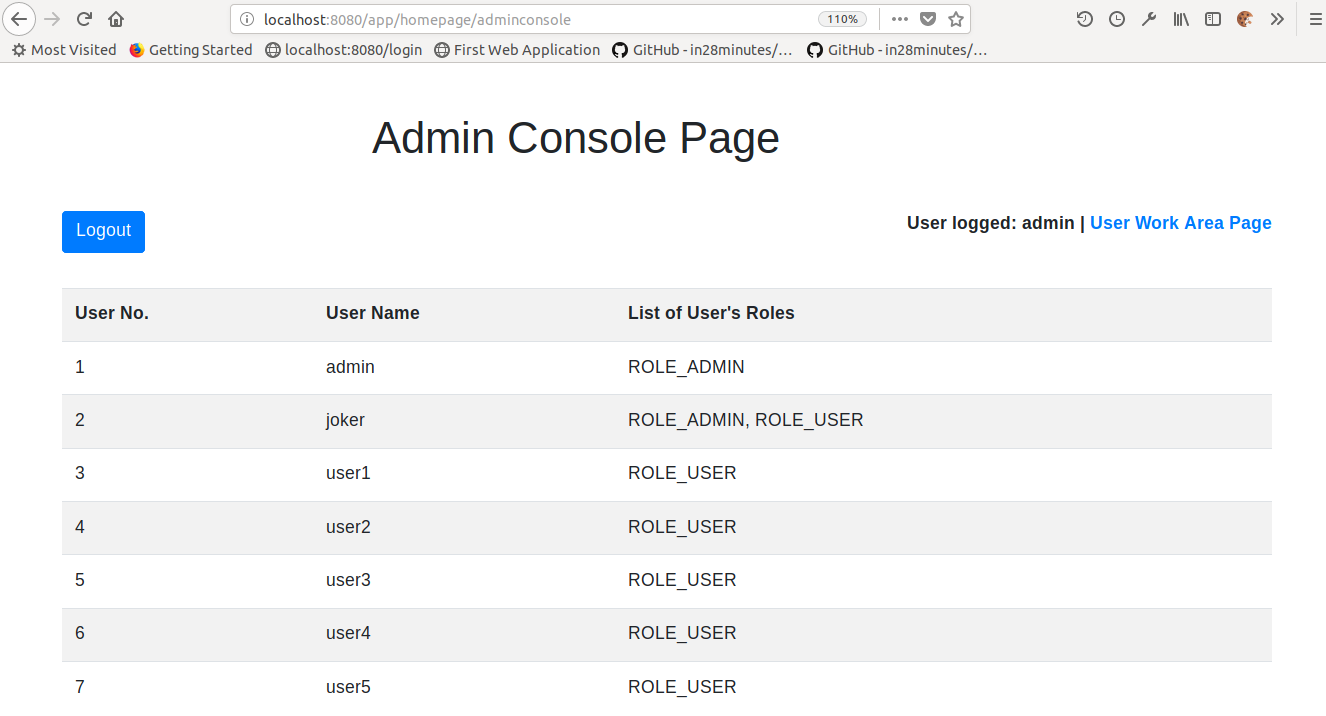 localhost:8080/app/homepage/adminconsole 110%
Most Visited Getting Started localhost:8080/login First Web Application GitHub - in28minutes/… GitHub - in28minutes/…
Admin Console Page
Logout User logged: admin | User Work Area Page
User No. User Name List of User's Roles
1 admin ROLE_ADMIN
2 joker ROLE_ADMIN, ROLE_USER
3 user1 ROLE_USER
4 user2 ROLE_USER
5 user3 ROLE_USER
6 user4 ROLE_USER
7 user5 ROLE_USER